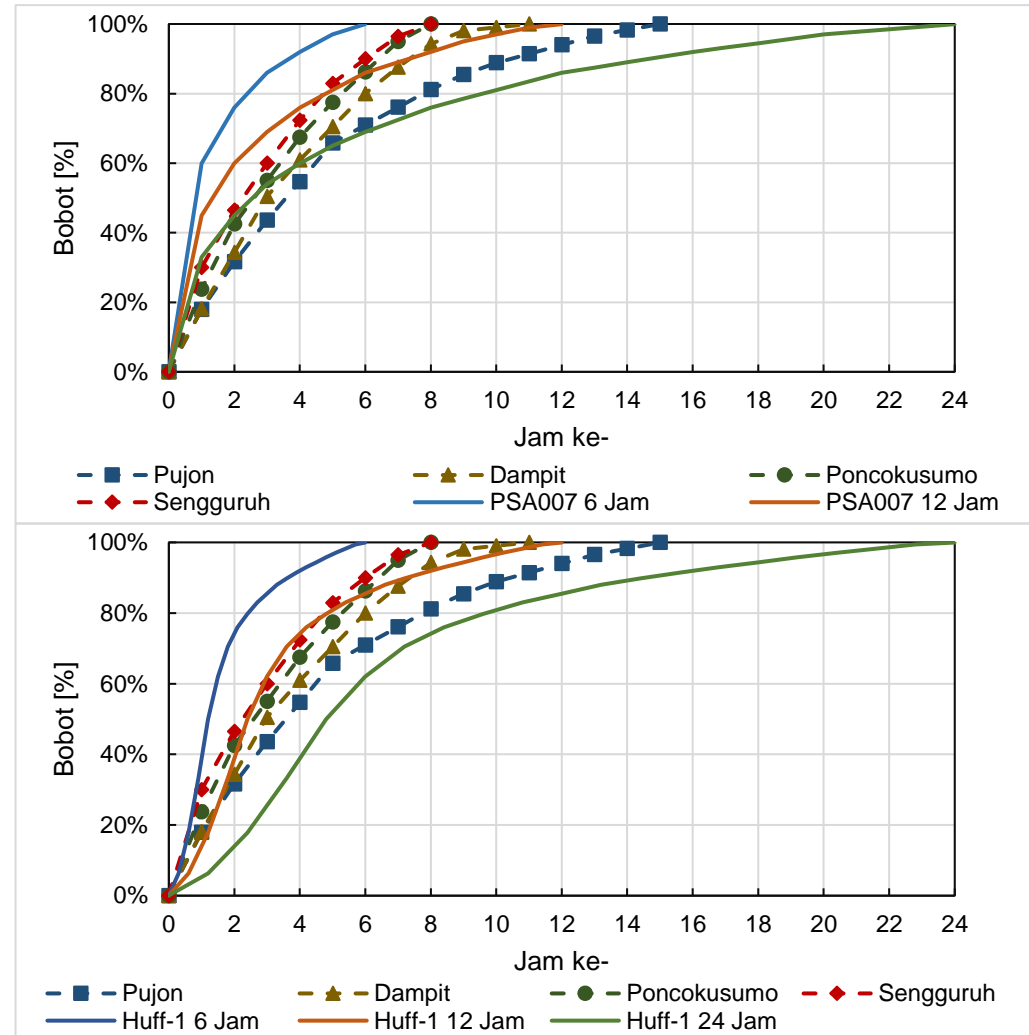 100%
80%
60%
40%
20%
0%
Bobot [%]
0 2 4 6 8 10 12 14 16 18 20 22 24
Jam ke-
Pujon Dampit Poncokusumo
Sengguruh PSA007 6 Jam PSA007 12 Jam
100%
80%
60%
40%
20%
0%
Bobot [%]
0 2 4 6 8 10 12 14 16 18 20 22 24
Jam ke-
Pujon Dampit Poncokusumo Sengguruh
Huff-1 6 Jam Huff-1 12 Jam Huff-1 24 Jam